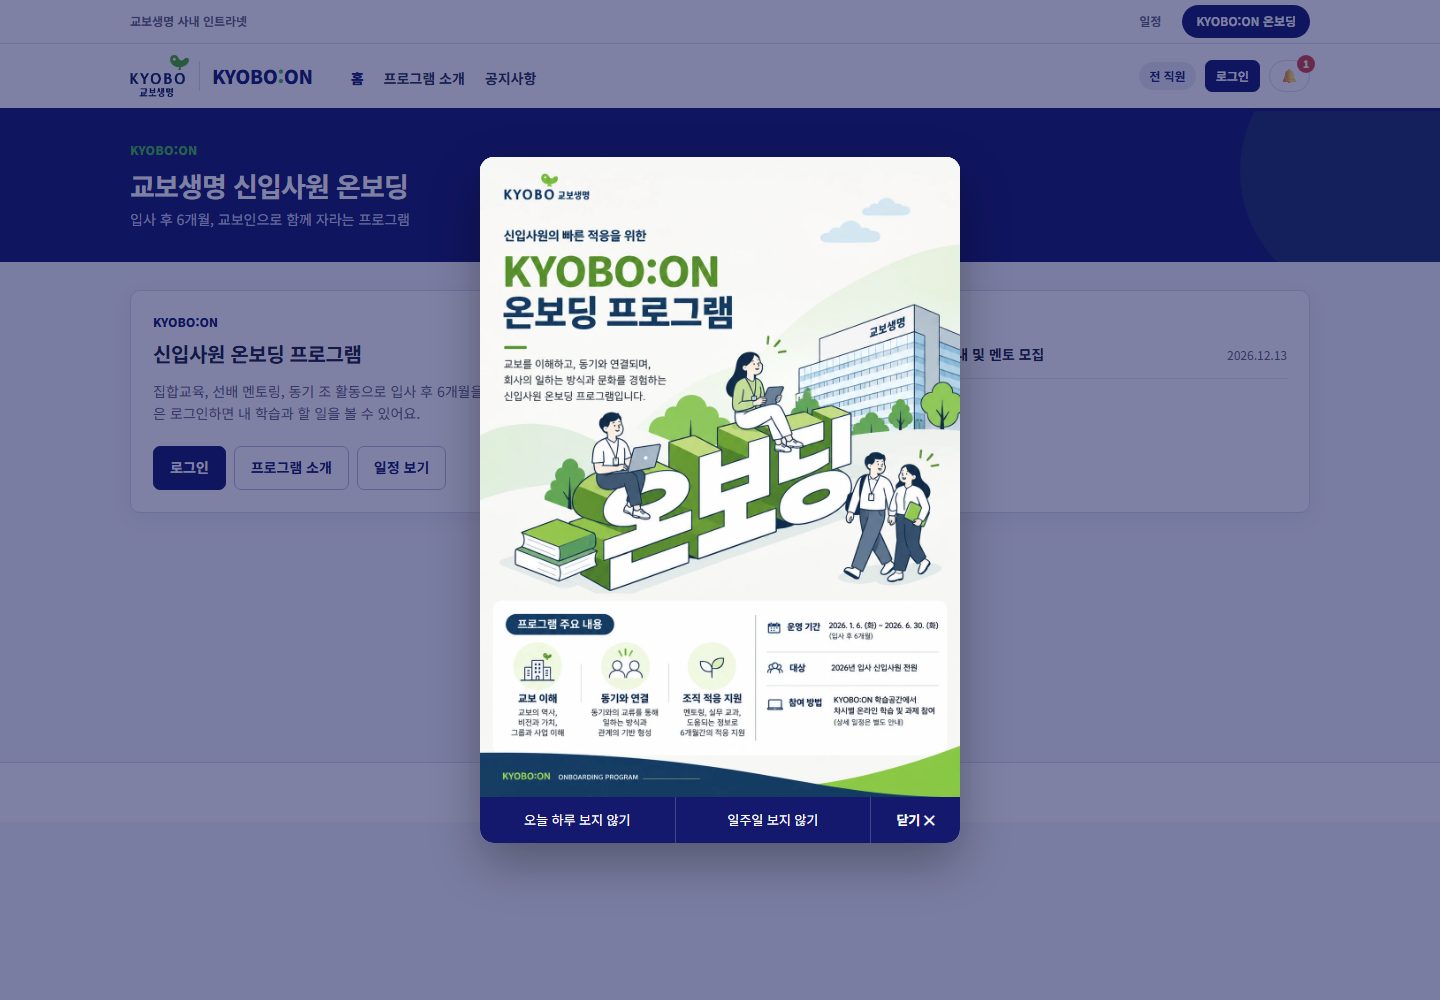 교보생명 사내 인트라넷
일정
KYOBO:ON 온보딩
KYOBO
교보생명
KYOBO:ON
홈
프로그램 소개
공지사항
전 직원
로그인
1
KYOBO:ON
교보생명 신입사원 온보딩
입사 후 6개월, 교보인으로 함께 자라는 프로그램
KYOBO:ON
신입사원 온보딩 프로그램
집합교육, 선배 멘토링, 동기 조 활동으로 입사 후 6개월을
은 로그인하면 내 학습과 할 일을 볼 수 있어요.
로그인
프로그램 소개
일정 보기
및 멘토 모집
2026.12.13
KYOBO 교보생명
신입사원의 빠른 적응을 위한
KYOBO:ON
온보딩 프로그램
교보를 이해하고, 동기와 연결되며,
회사의 일하는 방식과 문화를 경험하는
신입사원 온보딩 프로그램입니다.
교보생명
온보딩
프로그램 주요 내용
교보 이해
교보의 역사,
비전과 가치,
그룹과 사업 이해
동기와 연결
동기와의 교류를 통해
일하는 방식과
관계의 기반 형성
조직 적응 지원
멘토링, 실무 교과,
도움되는 정보로
6개월간의 적응 지원
운영 기간
2026. 1. 6. (화) ~ 2026. 6. 30. (화)
(입사 후 6개월)
대상
2026년 입사 신입사원 전원
참여 방법
KYOBO:ON 학습공간에서
차시별 온라인 학습 및 과제 참여
(상세 일정은 별도 안내)
KYOBO:ON ONBOARDING PROGRAM
오늘 하루 보지 않기
일주일 보지 않기
닫기 ✕